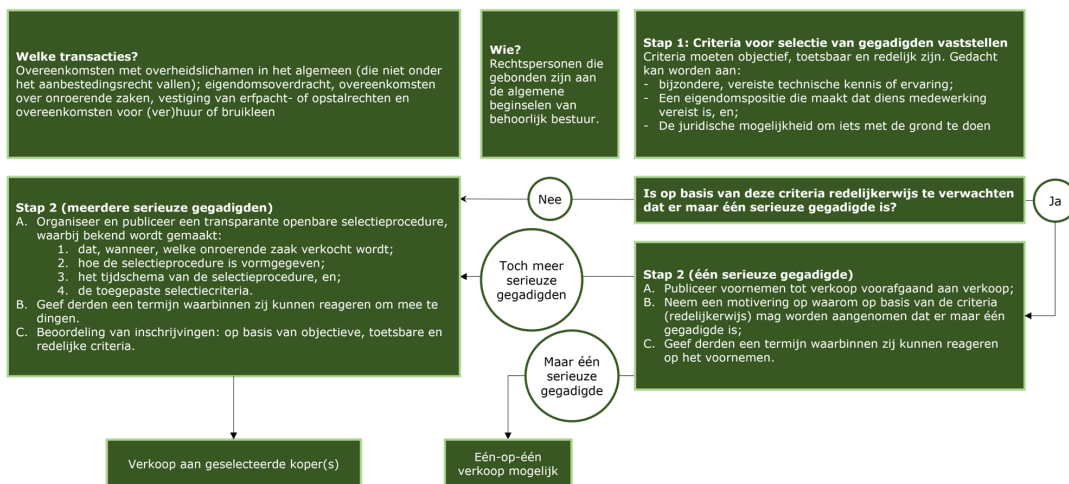 Welke transacties?
Overeenkomsten met overheidslichamen in het algemeen (die niet onder
het aanbestedingsrecht vallen); eigendomsoverdracht, overeenkomsten
over onroerende zaken, vestiging van erfpacht- of opstalrechten en
overeenkomsten voor (ver)huur of bruikleen
Wie?
Rechtspersonen die
gebonden zijn aan
de algemene
beginselen van
behoorlijk bestuur.
Stap 1: Criteria voor selectie van gegadigden vaststellen
Criteria moeten objectief, toetsbaar en redelijk zijn. Gedacht
kan worden aan:
- bijzondere, vereiste technische kennis of ervaring;
- Een eigendomspositie die maakt dat diens medewerking
vereist is, en;
- De juridische mogelijkheid om iets met de grond te doen
Is op basis van deze criteria redelijkerwijs te verwachten
dat er maar één serieuze gegadigde is?
Nee
Ja
Stap 2 (meerdere serieuze gegadigden)
A. Organiseer en publiceer een transparante openbare selectieprocedure,
waarbij bekend wordt gemaakt:
1. dat, wanneer, welke onroerende zaak verkocht wordt;
2. hoe de selectieprocedure is vormgegeven;
3. het tijdschema van de selectieprocedure, en;
4. de toegepaste selectiecriteria.
B. Geef derden een termijn waarbinnen zij kunnen reageren om mee te
dingen.
C. Beoordeling van inschrijvingen: op basis van objectieve, toetsbare en
redelijke criteria.
Toch meer
serieuze
gegadigden
Stap 2 (één serieuze gegadigde)
A. Publiceer voornemen tot verkoop voorafgaand aan verkoop;
B. Neem een motivering op waarom op basis van de criteria
(redelijkerwijs) mag worden aangenomen dat er maar één
gegadigde is;
C. Geef derden een termijn waarbinnen zij kunnen reageren
op het voornemen.
Maar één
serieuze
gegadigde
Verkoop aan geselecteerde koper(s)
Eén-op-één
verkoop mogelijk